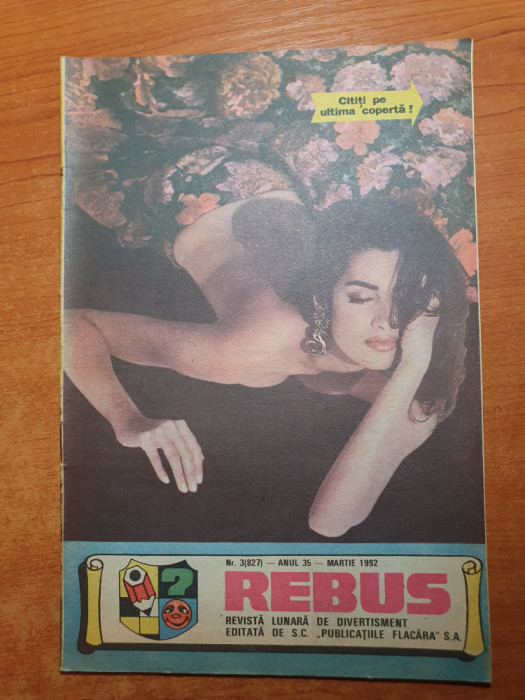 Citiți pe
ultima copertă !
Nr. 3(827) — ANUL 35 — MARTIE 1992
?
REBUS
REVISTĂ LUNARĂ DE DIVERTISMENT
EDITATĂ DE S.C. „PUBLICAȚIILE FLACĂRA” S.A.